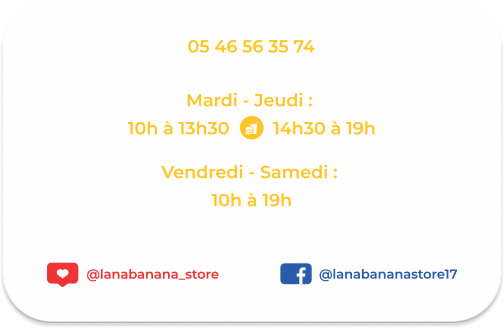 05 46 56 35 74
Mardi - Jeudi :
10h à 13h30 14h30 à 19h
Vendredi - Samedi :
10h à 19h
@lanabanana_store @lanabananastore17